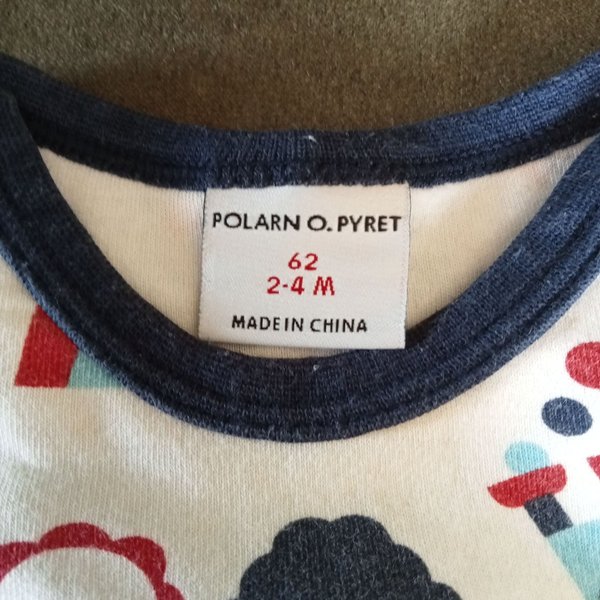 POLARN O. PYRET
62
2-4 M
MADE IN CHINA